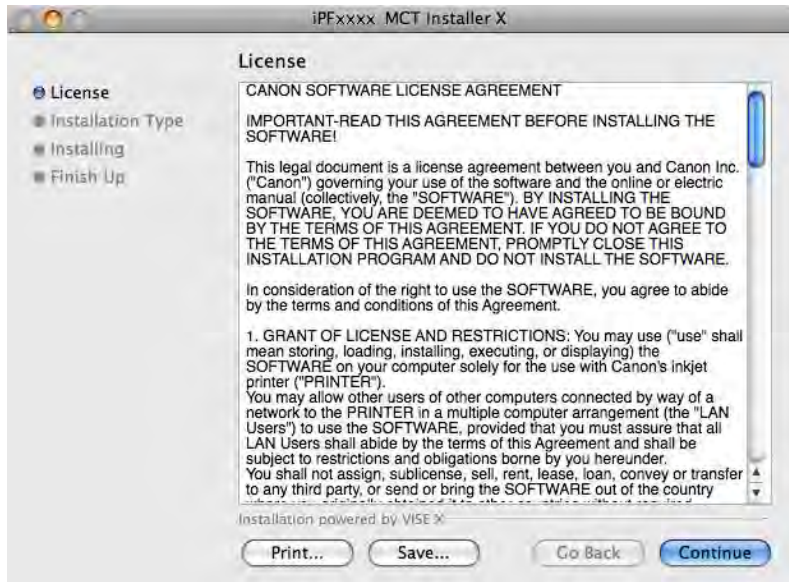 iPFxxxx MCT Installer X
License
License
Installation Type
Installing
Finish Up
CANON SOFTWARE LICENSE AGREEMENT
IMPORTANT-READ THIS AGREEMENT BEFORE INSTALLING THE
SOFTWARE!
This legal document is a license agreement between you and Canon Inc.
("Canon") governing your use of the software and the online or electric
manual (collectively, the "SOFTWARE"). BY INSTALLING THE
SOFTWARE, YOU ARE DEEMED TO HAVE AGREED TO BE BOUND
BY THE TERMS OF THIS AGREEMENT. IF YOU DO NOT AGREE TO
THE TERMS OF THIS AGREEMENT, PROMPTLY CLOSE THIS
INSTALLATION PROGRAM AND DO NOT INSTALL THE SOFTWARE.
In consideration of the right to use the SOFTWARE, you agree to abide
by the terms and conditions of this Agreement.
1. GRANT OF LICENSE AND RESTRICTIONS: You may use ("use" shall
mean storing, loading, installing, executing, or displaying) the
SOFTWARE on your computer solely for the use with Canon's inkjet
printer ("PRINTER").
You may allow other users of other computers connected by way of a
network to the PRINTER in a multiple computer arrangement (the "LAN
Users") to use the SOFTWARE, provided that you must assure that all
LAN Users shall abide by the terms of this Agreement and shall be
subject to restrictions and obligations borne by you hereunder.
You shall not assign, sublicense, sell, rent, lease, loan, convey or transfer
to any third party, or send or bring the SOFTWARE out of the country
Installation powered by VISE X
Print...
Save...
Go Back
Continue